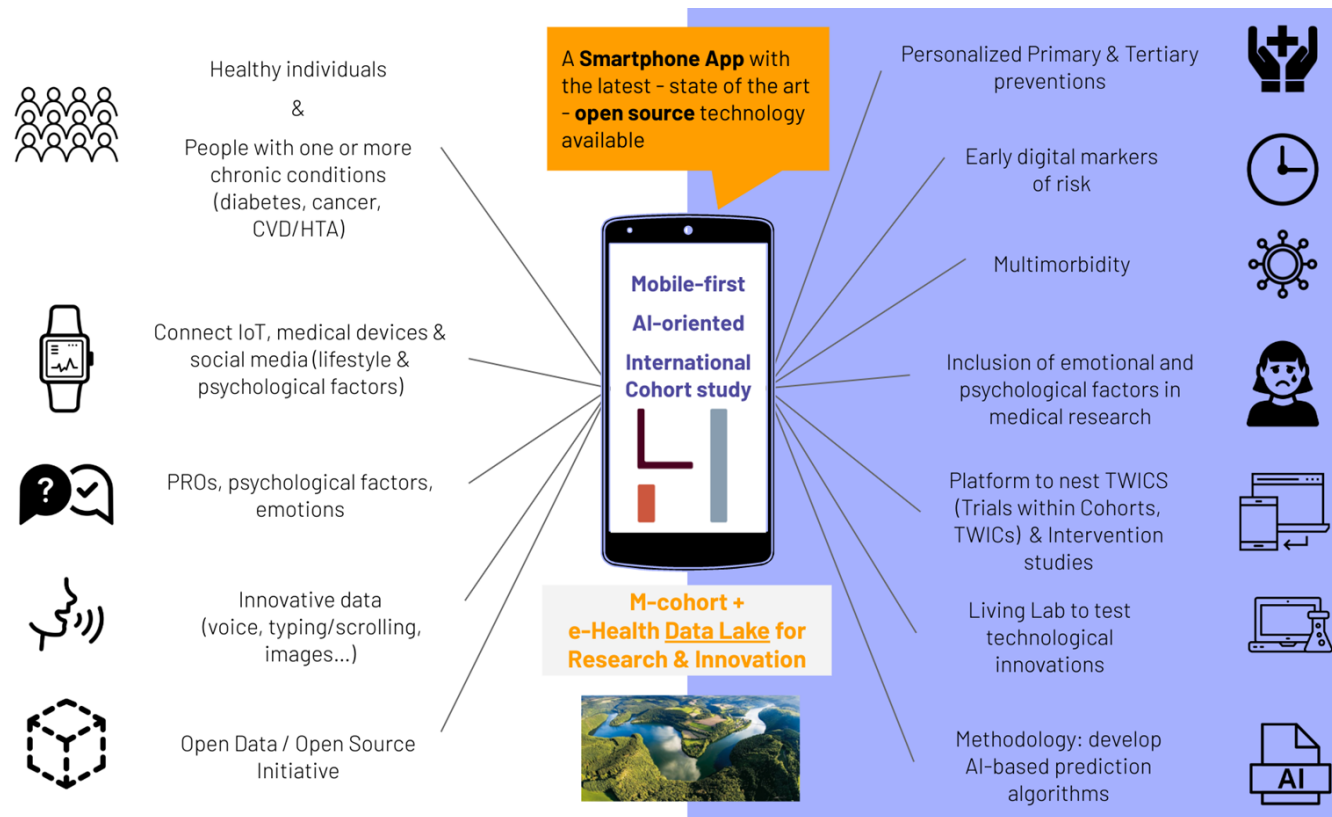 Healthy individuals
&
People with one or more
chronic conditions
(diabetes, cancer,
CVD/HTA)
Connect IoT, medical devices &
social media (lifestyle &
psychological factors)
PROs, psychological factors,
emotions
Innovative data
(voice, typing/scrolling,
images...)
Open Data / Open Source
Initiative
A Smartphone App with
the latest - state of the art
- open source technology
available
Mobile-first
AI-oriented
International
Cohort study
M-cohort +
e-Health Data Lake for
Research & Innovation
Personalized Primary & Tertiary
preventions
Early digital markers
of risk
Multimorbidity
Inclusion of emotional and
psychological factors in
medical research
Platform to nest TWICS
(Trials within Cohorts,
TWICs) & Intervention
studies
Living Lab to test
technological
innovations
Methodology: develop
AI-based prediction
algorithms
?
AI